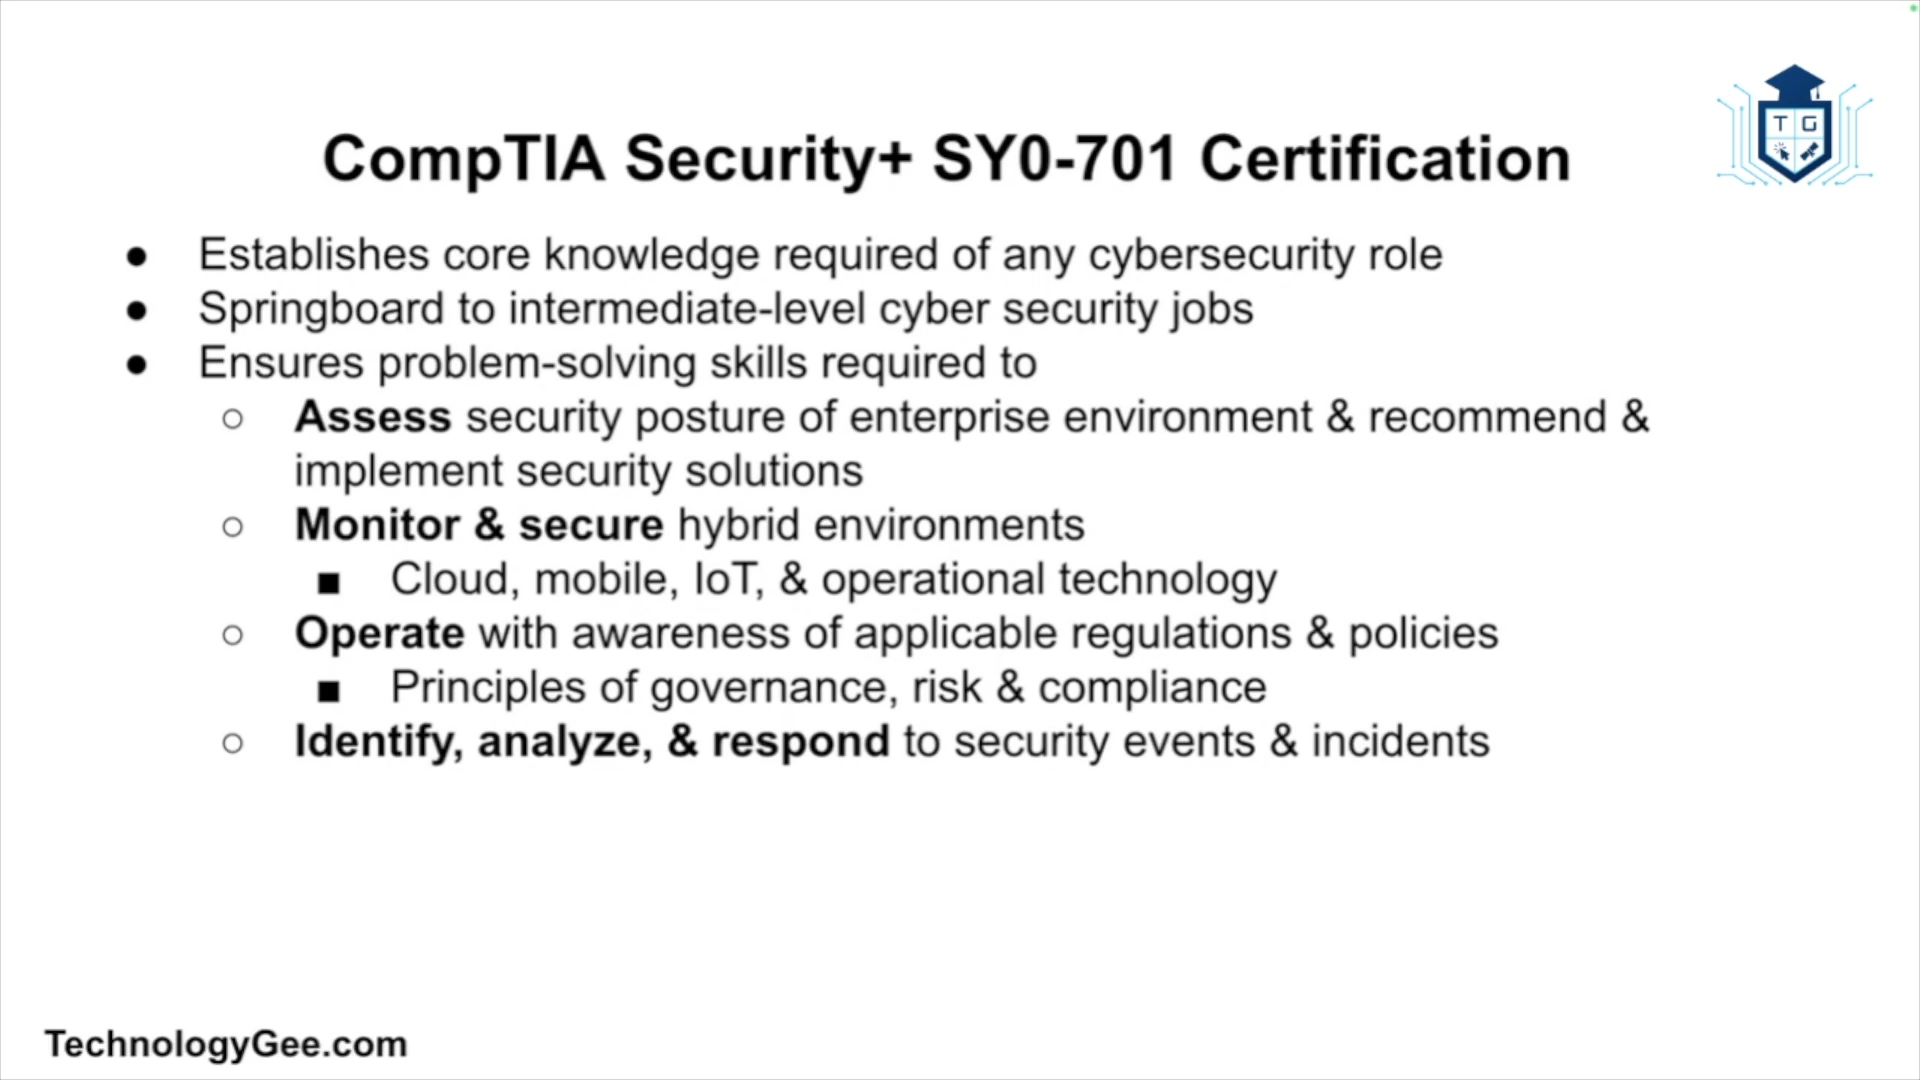 CompTIA Security+ SY0-701 Certification
T G
● Establishes core knowledge required of any cybersecurity role
● Springboard to intermediate-level cyber security jobs
● Ensures problem-solving skills required to
○ Assess security posture of enterprise environment & recommend &
implement security solutions
○ Monitor & secure hybrid environments
■ Cloud, mobile, IoT, & operational technology
○ Operate with awareness of applicable regulations & policies
■ Principles of governance, risk & compliance
○ Identify, analyze, & respond to security events & incidents
TechnologyGee.com